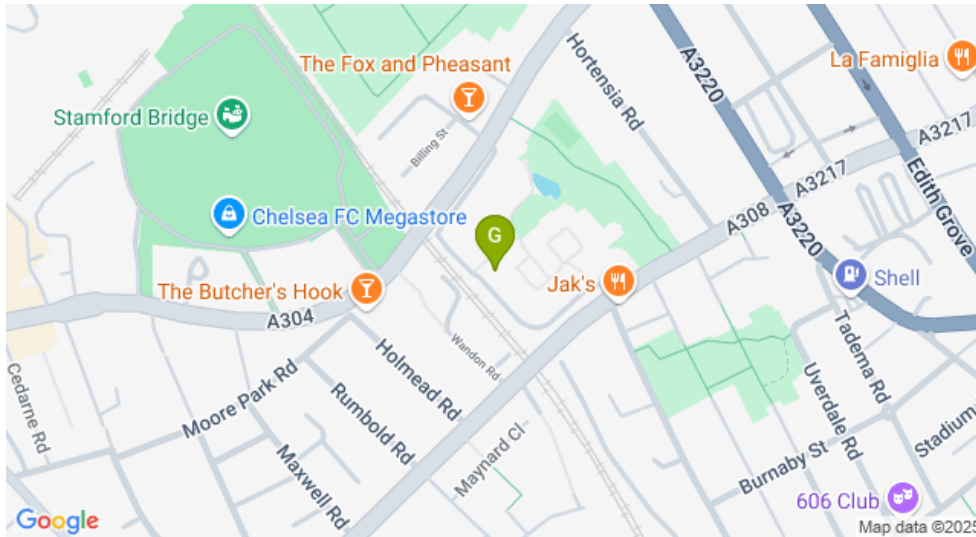 The Fox and Pheasant
Hortensia Rd
A3220
La Famiglia
Stamford Bridge
Billing St
A3217
A3217
Edith Grove
Chelsea FC Megastore
G
A308
A3220
The Butcher's Hook
Jak's
Shell
A304
Wandon Rd
Tadema Rd
Cedarne Rd
Moore Park Rd
Holmead Rd
Rumbold Rd
Uverdale Rd
Maxwell Rd
Maynard Cl
Burnaby St
Stadium
606 Club
Google
Map data ©2025